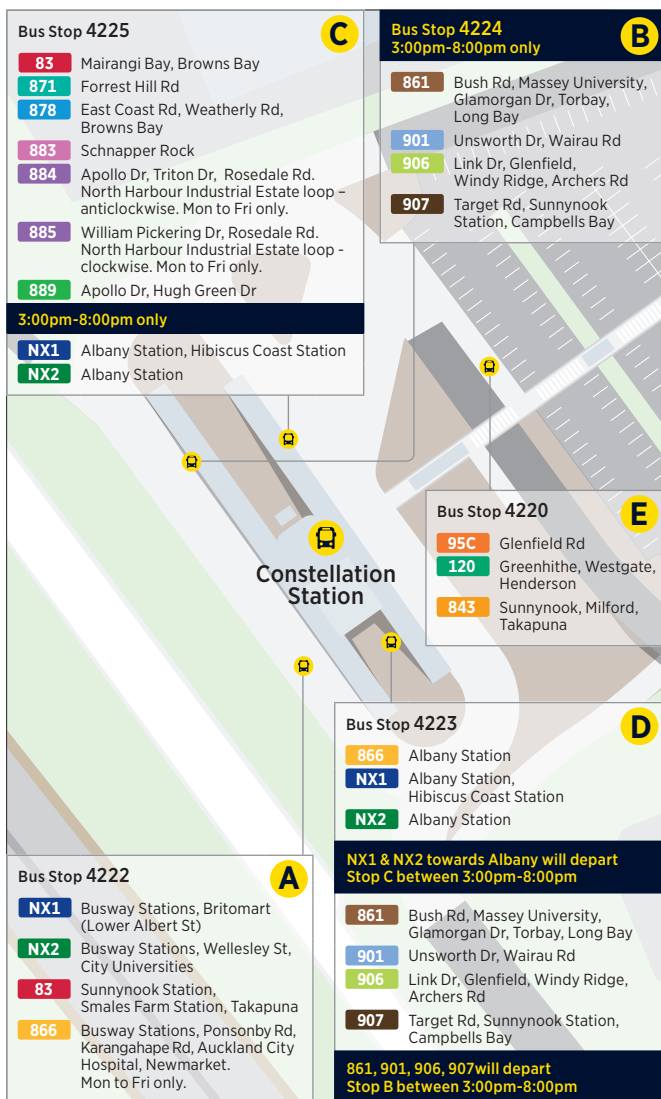 Bus Stop 4225
C
83 Mairangi Bay, Browns Bay
871 Forrest Hill Rd
878 East Coast Rd, Weatherly Rd,
Browns Bay
883 Schnapper Rock
884 Apollo Dr, Triton Dr, Rosedale Rd.
North Harbour Industrial Estate loop –
anticlockwise. Mon to Fri only.
885 William Pickering Dr, Rosedale Rd.
North Harbour Industrial Estate loop -
clockwise. Mon to Fri only.
889 Apollo Dr, Hugh Green Dr
3:00pm-8:00pm only
NX1 Albany Station, Hibiscus Coast Station
NX2 Albany Station
Bus Stop 4224
3:00pm-8:00pm only
B
861 Bush Rd, Massey University,
Glamorgan Dr, Torbay,
Long Bay
901 Unsworth Dr, Wairau Rd
906 Link Dr, Glenfield,
Windy Ridge, Archers Rd
907 Target Rd, Sunnynook
Station, Campbells Bay
Bus Stop 4220
E
95C Glenfield Rd
120 Greenhithe, Westgate,
Henderson
843 Sunnynook, Milford,
Takapuna
Constellation
Station
Bus Stop 4223
D
866 Albany Station
NX1 Albany Station,
Hibiscus Coast Station
NX2 Albany Station
NX1 & NX2 towards Albany will depart
Stop C between 3:00pm-8:00pm
861 Bush Rd, Massey University,
Glamorgan Dr, Torbay, Long Bay
901 Unsworth Dr, Wairau Rd
906 Link Dr, Glenfield, Windy Ridge,
Archers Rd
907 Target Rd, Sunnynook Station,
Campbells Bay
861, 901, 906, 907will depart
Stop B between 3:00pm-8:00pm
Bus Stop 4222
A
NX1 Busway Stations, Britomart
(Lower Albert St)
NX2 Busway Stations, Wellesley St,
City Universities
83 Sunnynook Station,
Smales Farm Station, Takapuna
866 Busway Stations, Ponsonby Rd,
Karangahape Rd, Auckland City
Hospital, Newmarket.
Mon to Fri only.